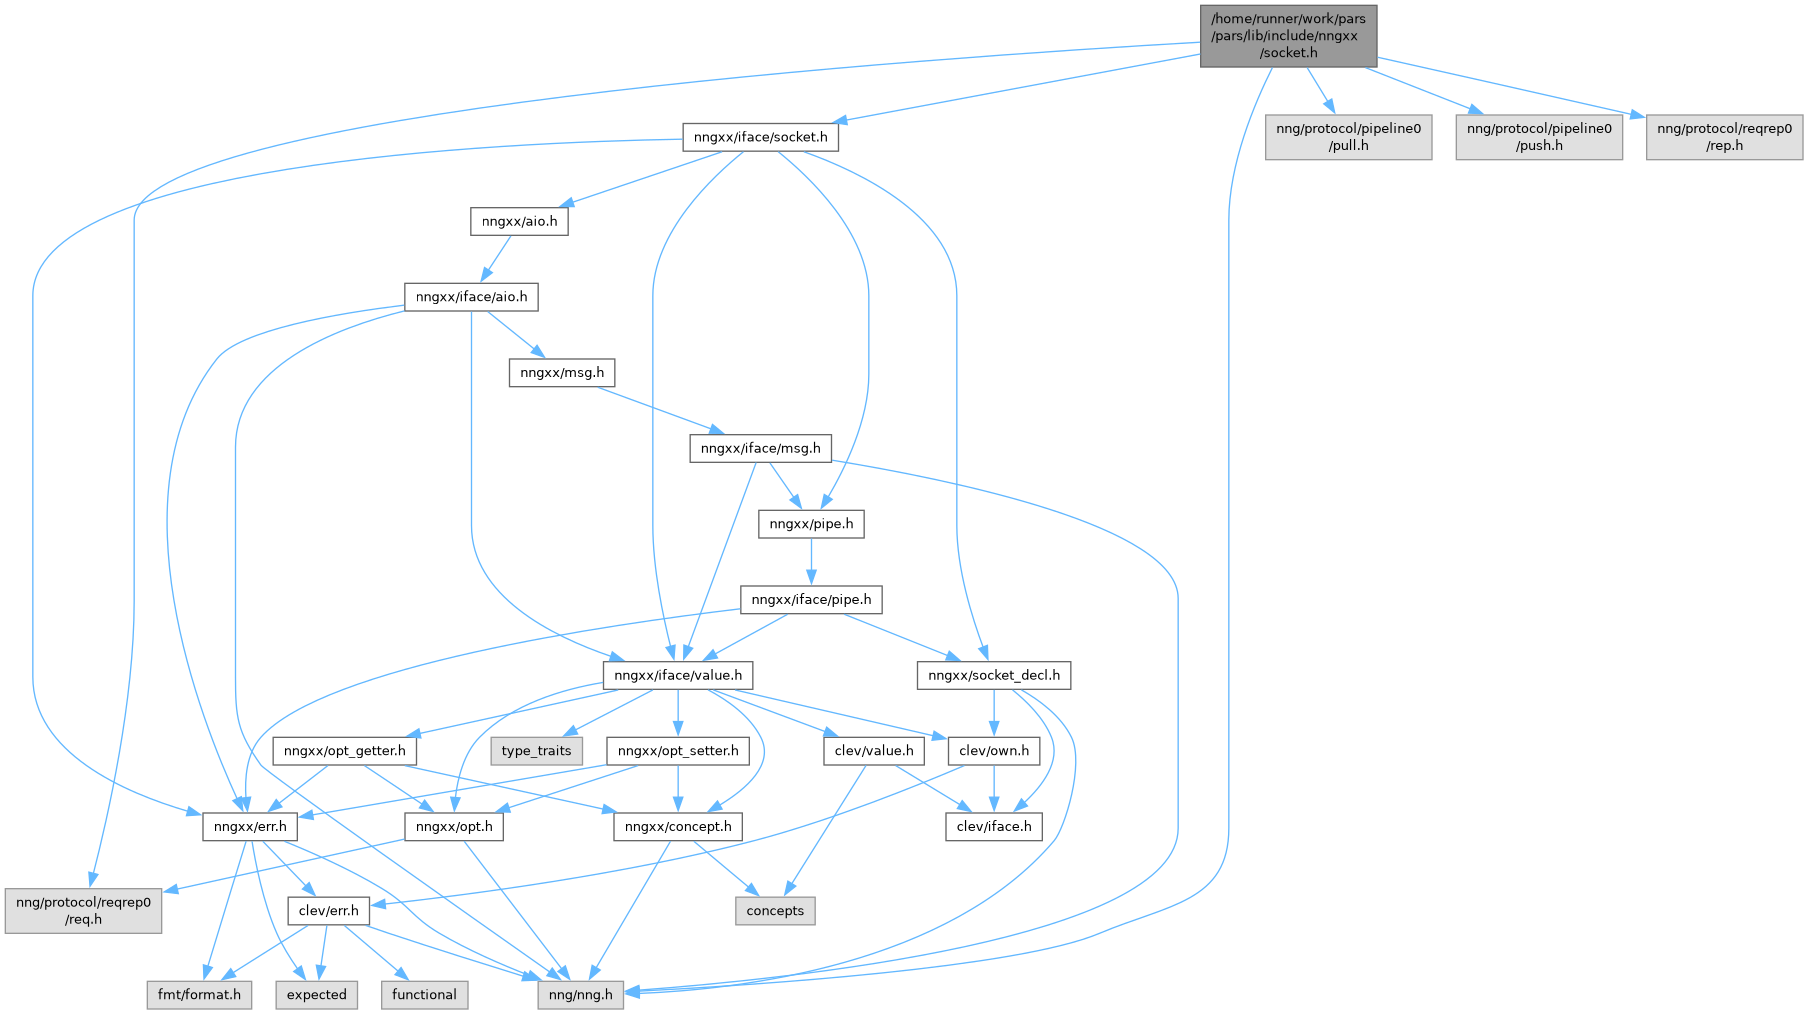 /home/runner/work/pars
/pars/lib/include/nngxx
/socket.h
nngxx/iface/socket.h
nng/protocol/pipeline0
/pull.h
nng/protocol/pipeline0
/push.h
nng/protocol/reqrep0
/rep.h
nngxx/aio.h
nngxx/iface/aio.h
nngxx/msg.h
nngxx/iface/msg.h
nngxx/pipe.h
nngxx/iface/pipe.h
nngxx/iface/value.h
nngxx/socket_decl.h
nngxx/opt_getter.h
type_traits
nngxx/opt_setter.h
clev/value.h
clev/own.h
nngxx/err.h
nngxx/opt.h
nngxx/concept.h
clev/iface.h
nng/protocol/reqrep0
/req.h
clev/err.h
concepts
fmt/format.h
expected
functional
nng/nng.h